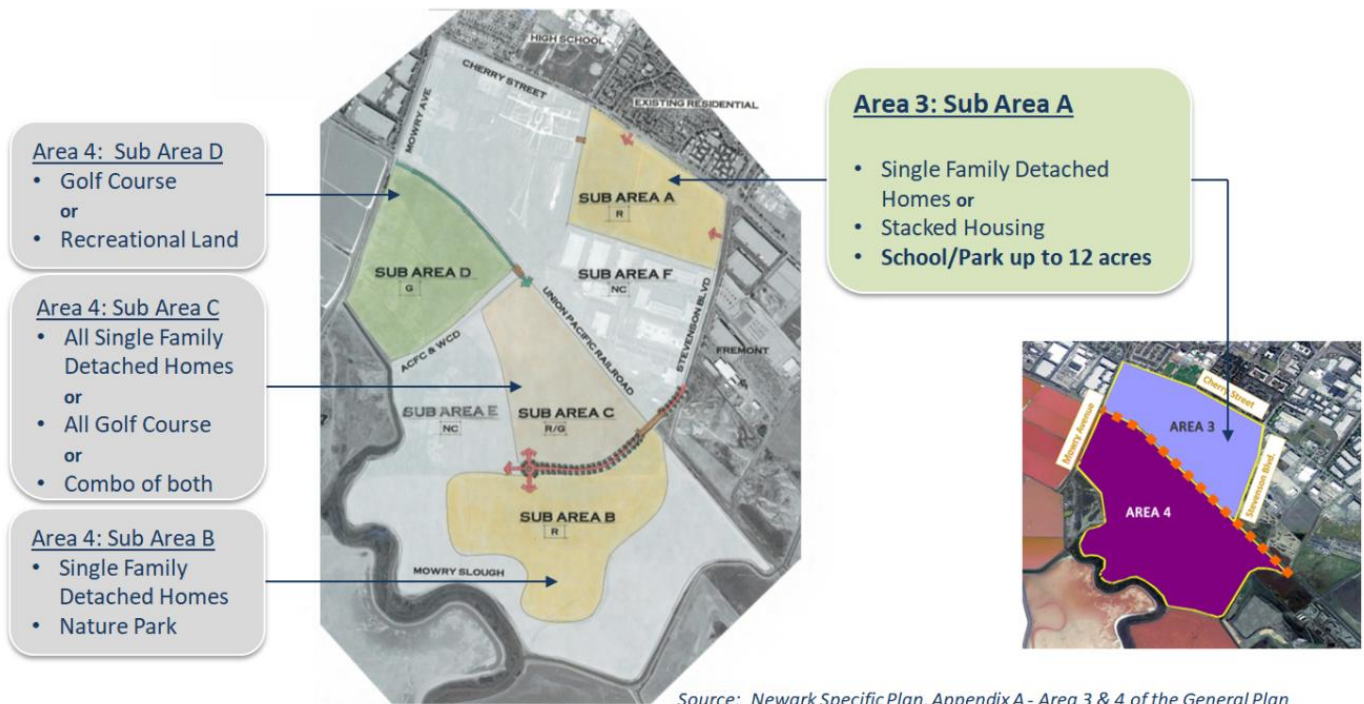 Area 4: Sub Area D
• Golf Course
or
• Recreational Land
Area 4: Sub Area C
• All Single Family
Detached Homes
or
• All Golf Course
or
• Combo of both
Area 4: Sub Area B
• Single Family
Detached Homes
• Nature Park
HIGH SCHOOL
CHERRY STREET
EXISTING RESIDENTIAL
MOWRY AVE
SUB AREA A
R
SUB AREA D
G
SUB AREA F
NC
UNION PACIFIC RAILROAD
STEVENSON BLVD
ACFC & WCD
FREMONT
SUB AREA E
NC
SUB AREA C
R/G
SUB AREA B
R
MOWRY SLOUGH
Area 3: Sub Area A
• Single Family Detached
Homes or
• Stacked Housing
• School/Park up to 12 acres
Cherry Street
Mowry Avenue
AREA 3
Stevenson Blvd.
AREA 4
Source: Newark Specific Plan, Appendix A - Area 3 & 4 of the General Plan